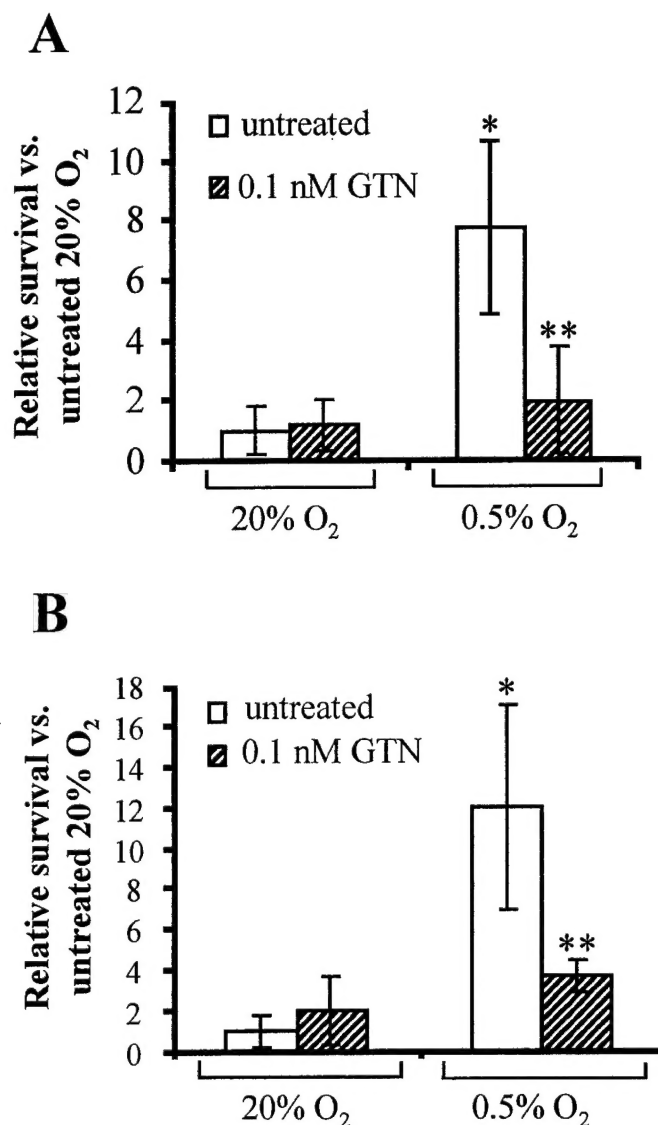 A
Relative survival vs.
untreated 20% O₂
12
10
8
6
4
2
0
untreated
0.1 nM GTN
*
**
20% O₂
0.5% O₂
B
Relative survival vs.
untreated 20% O₂
18
16
14
12
10
8
6
4
2
0
untreated
0.1 nM GTN
*
**
20% O₂
0.5% O₂